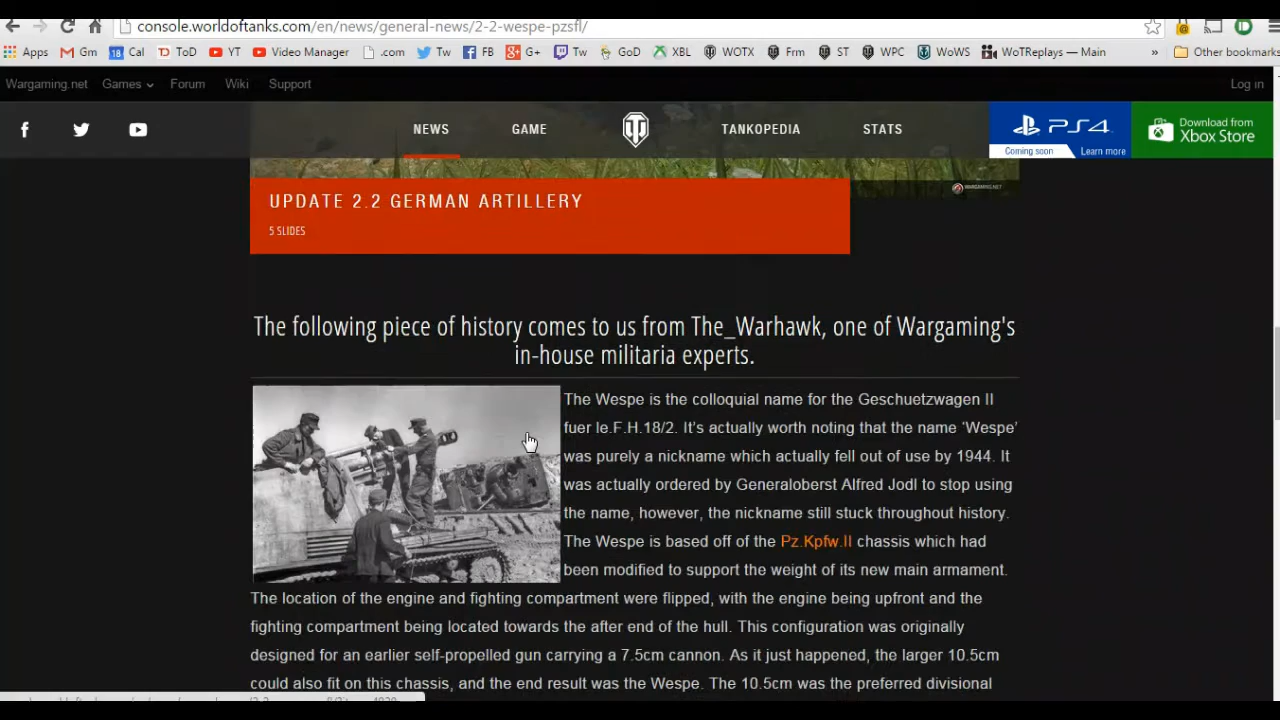 console.worldoftanks.com/en/news/general-news/2-2-wespe-pzsfl/
Apps Gm Cal ToD YT Video Manager .com Tw FB G+ Tw GoD XBL WOTX Frm ST WPC WoWS WoTReplays — Main » Other bookmarks
Wargaming.net Games Forum Wiki Support Log in
NEWS GAME TANKOPEDIA STATS
PS4
Coming soon Learn more
Download from
Xbox Store
WARGAMING.NET
UPDATE 2.2 GERMAN ARTILLERY
5 SLIDES
The following piece of history comes to us from The_Warhawk, one of Wargaming's
in-house militaria experts.
The Wespe is the colloquial name for the Geschuetzwagen II
fuer le.F.H.18/2. It's actually worth noting that the name 'Wespe'
was purely a nickname which actually fell out of use by 1944. It
was actually ordered by Generaloberst Alfred Jodl to stop using
the name, however, the nickname still stuck throughout history.
The Wespe is based off of the Pz.Kpfw.II chassis which had
been modified to support the weight of its new main armament.
The location of the engine and fighting compartment were flipped, with the engine being upfront and the
fighting compartment being located towards the after end of the hull. This configuration was originally
designed for an earlier self-propelled gun carrying a 7.5cm cannon. As it just happened, the larger 10.5cm
could also fit on this chassis, and the end result was the Wespe. The 10.5cm was the preferred divisional